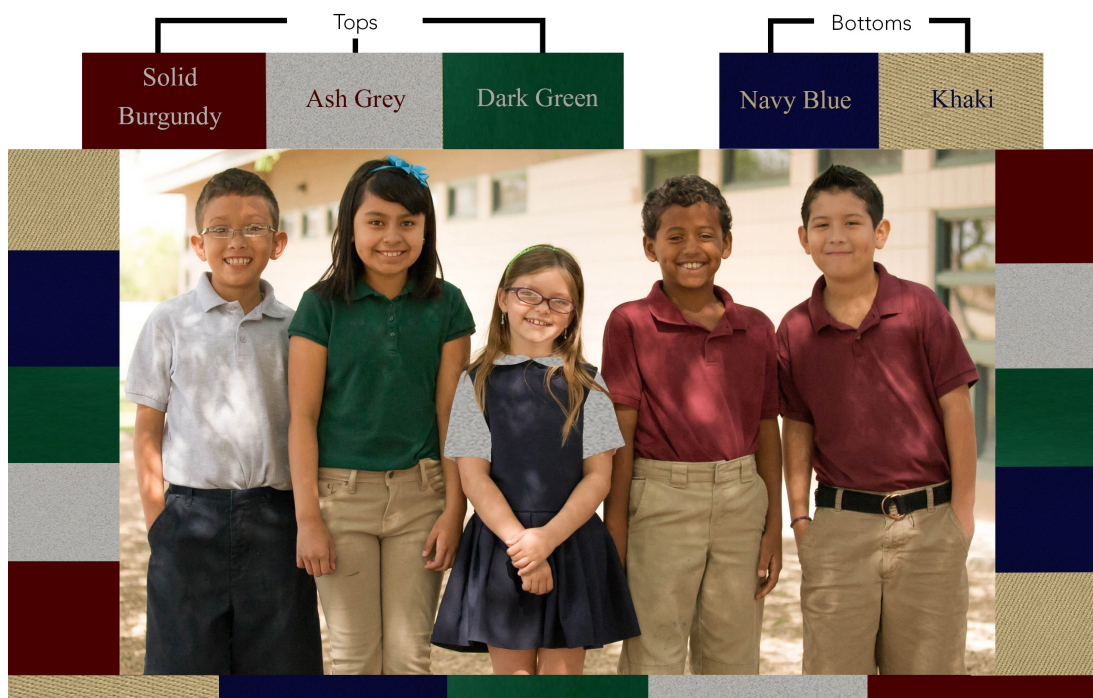 Tops
Bottoms
Solid
Burgundy
Ash Grey
Dark Green
Navy Blue
Khaki